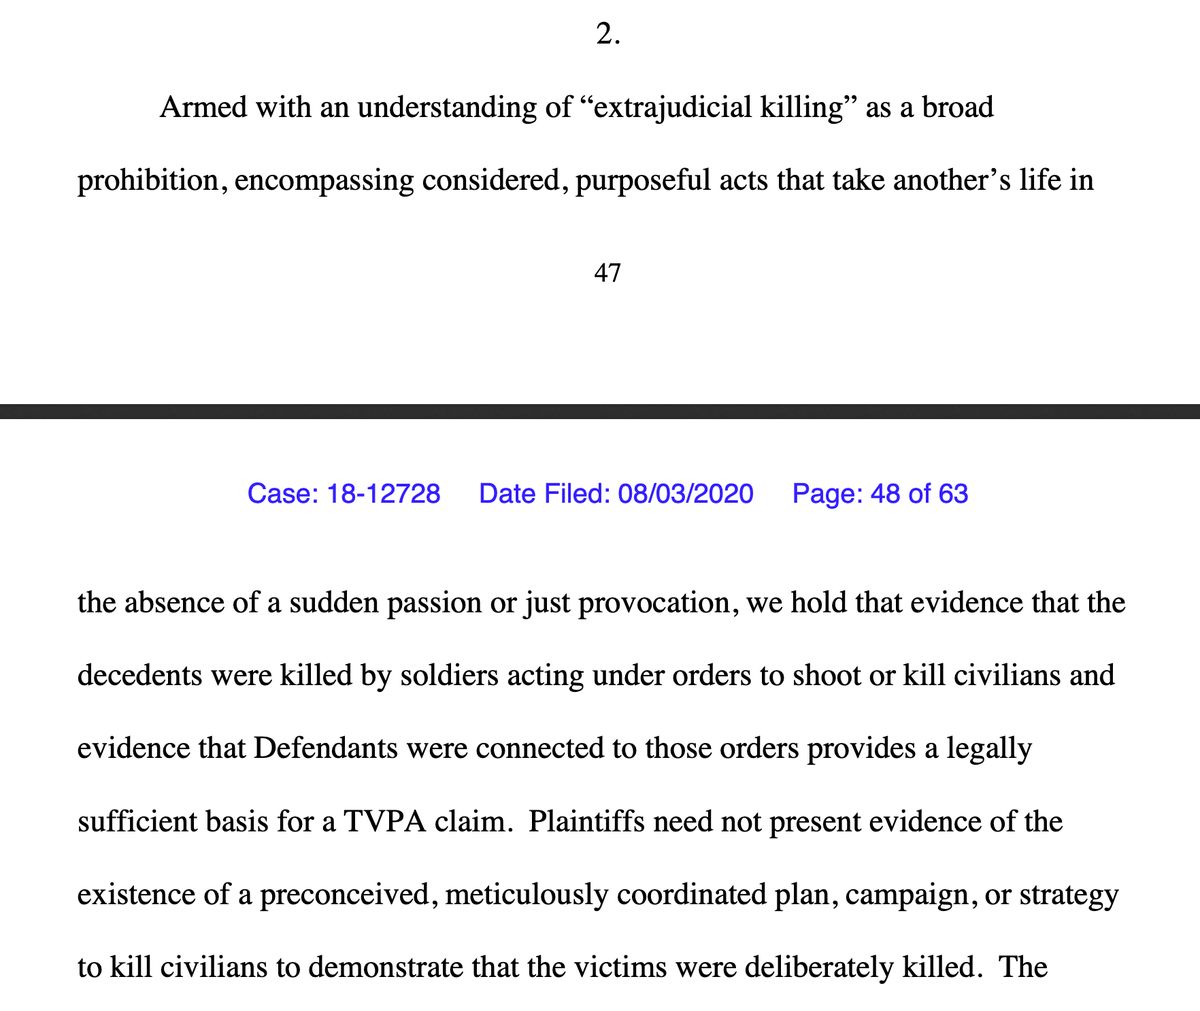 2.
Armed with an understanding of “extrajudicial killing” as a broad
prohibition, encompassing considered, purposeful acts that take another’s life in
47
Case: 18-12728 Date Filed: 08/03/2020 Page: 48 of 63
the absence of a sudden passion or just provocation, we hold that evidence that the
decedents were killed by soldiers acting under orders to shoot or kill civilians and
evidence that Defendants were connected to those orders provides a legally
sufficient basis for a TVPA claim. Plaintiffs need not present evidence of the
existence of a preconceived, meticulously coordinated plan, campaign, or strategy
to kill civilians to demonstrate that the victims were deliberately killed. The